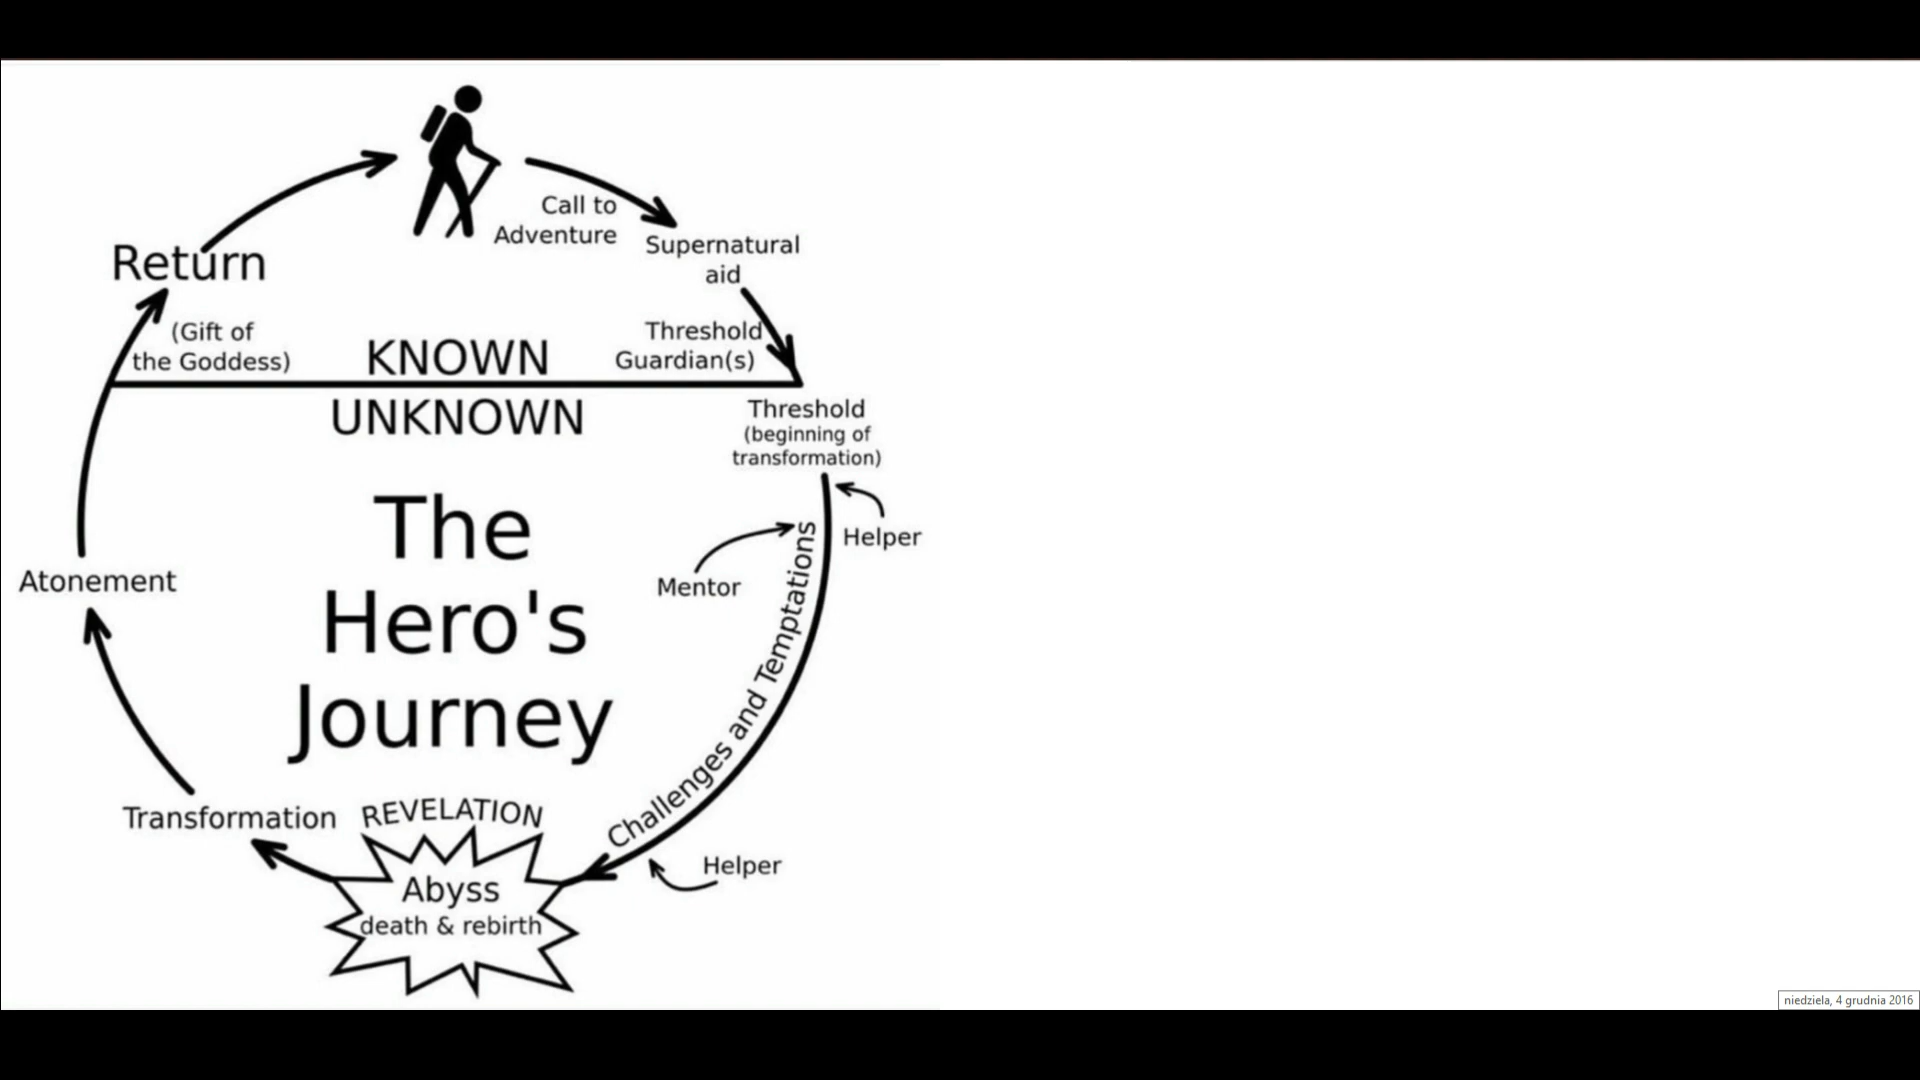 Call to
Adventure
Supernatural
aid
Return
(Gift of
the Goddess)
KNOWN
Threshold
Guardian(s)
UNKNOWN
Threshold
(beginning of
transformation)
Helper
Mentor
The
Hero's
Journey
Challenges and Temptations
Atonement
Transformation
REVELATION
Abyss
death & rebirth
Helper
niedziela, 4 grudnia 2016